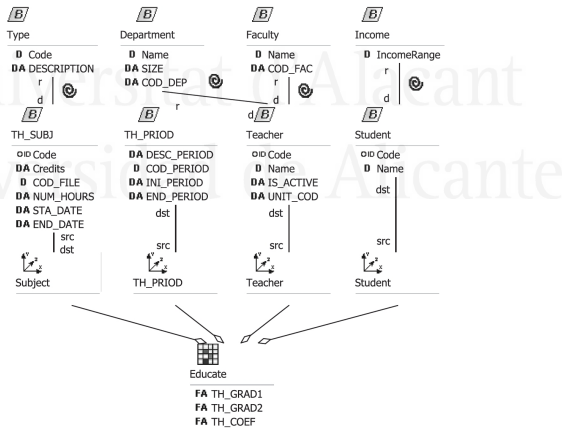 B B B B
Type Department Faculty Income
D Code D Name D Name D IncomeRange
DA DESCRIPTION DA SIZE DA COD_FAC
DA COD_DEP
r r r
d r d d
d
B B B B
TH_SUBJ TH_PRIOD Teacher Student
OID Code DA DESC_PERIOD OID Code OID Code
DA Credits D COD_PERIOD D Name D Name
D COD_FILE DA INI_PERIOD DA IS_ACTIVE
DA NUM_HOURS DA END_PERIOD DA UNIT_COD
DA STA_DATE dst dst dst
DA END_DATE
src src src src
dst
Subject TH_PRIOD Teacher Student
Educate
FA TH_GRAD1
FA TH_GRAD2
FA TH_COEF